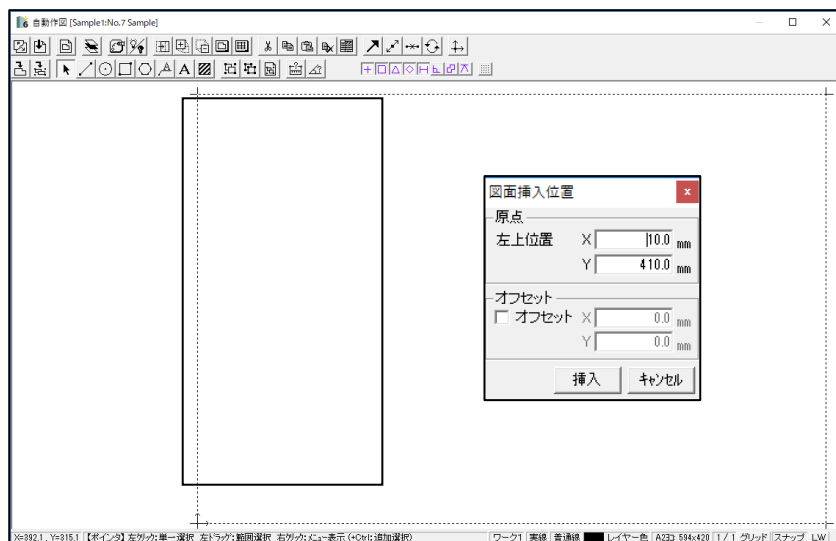 自動作図 [Sample1:No.7 Sample]
図面挿入位置
原点
左上位置 X 10.0 mm
Y 410.0 mm
オフセット
オフセット X 0.0 mm
Y 0.0 mm
挿入 キャンセル
X=392.1 , Y=315.1 【ポインタ】 左クリック:単一選択 左ドラッグ:範囲選択 右クリック:メニュー表示 (+Ctrl:追加選択) ワーク1 実線 普通線 レイヤー色 A2ヨコ 594x420 1 / 1 グリッド スナップ LW